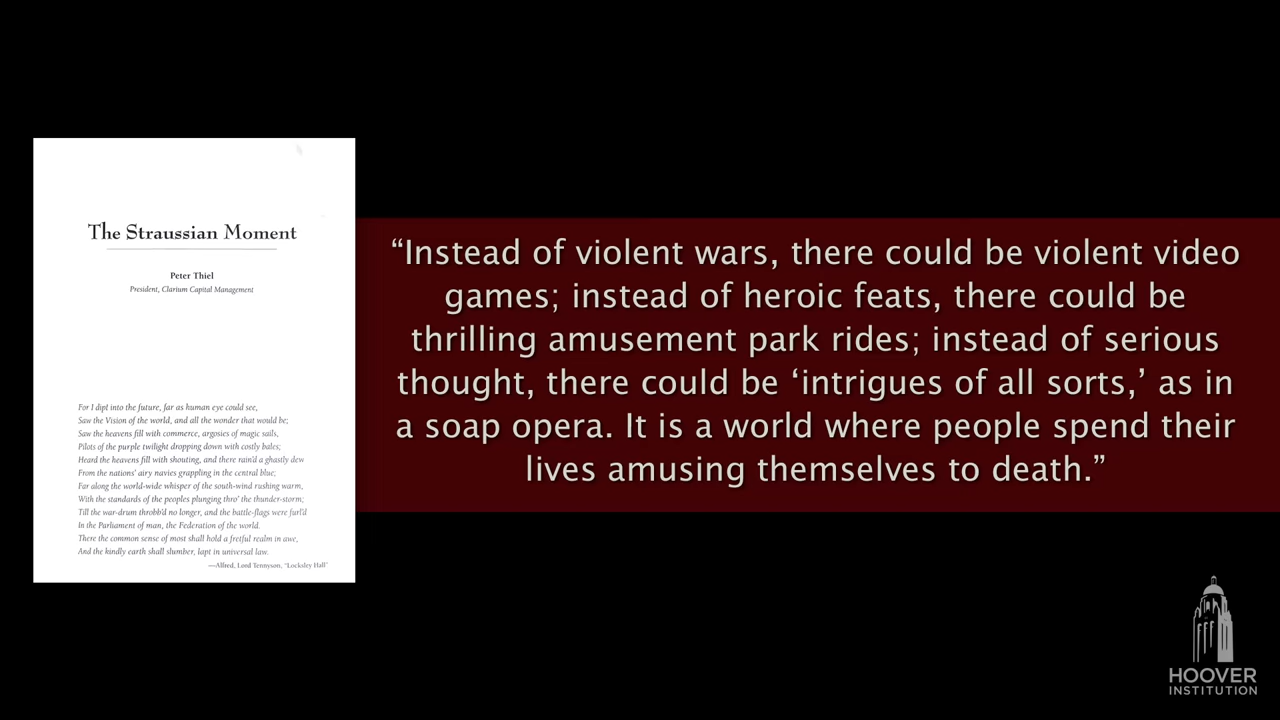 The Straussian Moment
Peter Thiel
President, Clarium Capital Management
For I dipt into the future, far as human eye could see,
Saw the Vision of the world, and all the wonder that would be;
Saw the heavens fill with commerce, argosies of magic sails,
Pilots of the purple twilight dropping down with costly bales;
Heard the heavens fill with shouting, and there rain'd a ghastly dew
From the nations' airy navies grappling in the central blue;
Far along the world-wide whisper of the south-wind rushing warm,
With the standards of the peoples plunging thro' the thunder-storm;
Till the war-drum throbb'd no longer, and the battle-flags were furl'd
In the Parliament of man, the Federation of the world.
There the common sense of most shall hold a fretful realm in awe,
And the kindly earth shall slumber, lapt in universal law.
—Alfred, Lord Tennyson, "Locksley Hall"
“Instead of violent wars, there could be violent video
games; instead of heroic feats, there could be
thrilling amusement park rides; instead of serious
thought, there could be ‘intrigues of all sorts,’ as in
a soap opera. It is a world where people spend their
lives amusing themselves to death.”
HOOVER
INSTITUTION